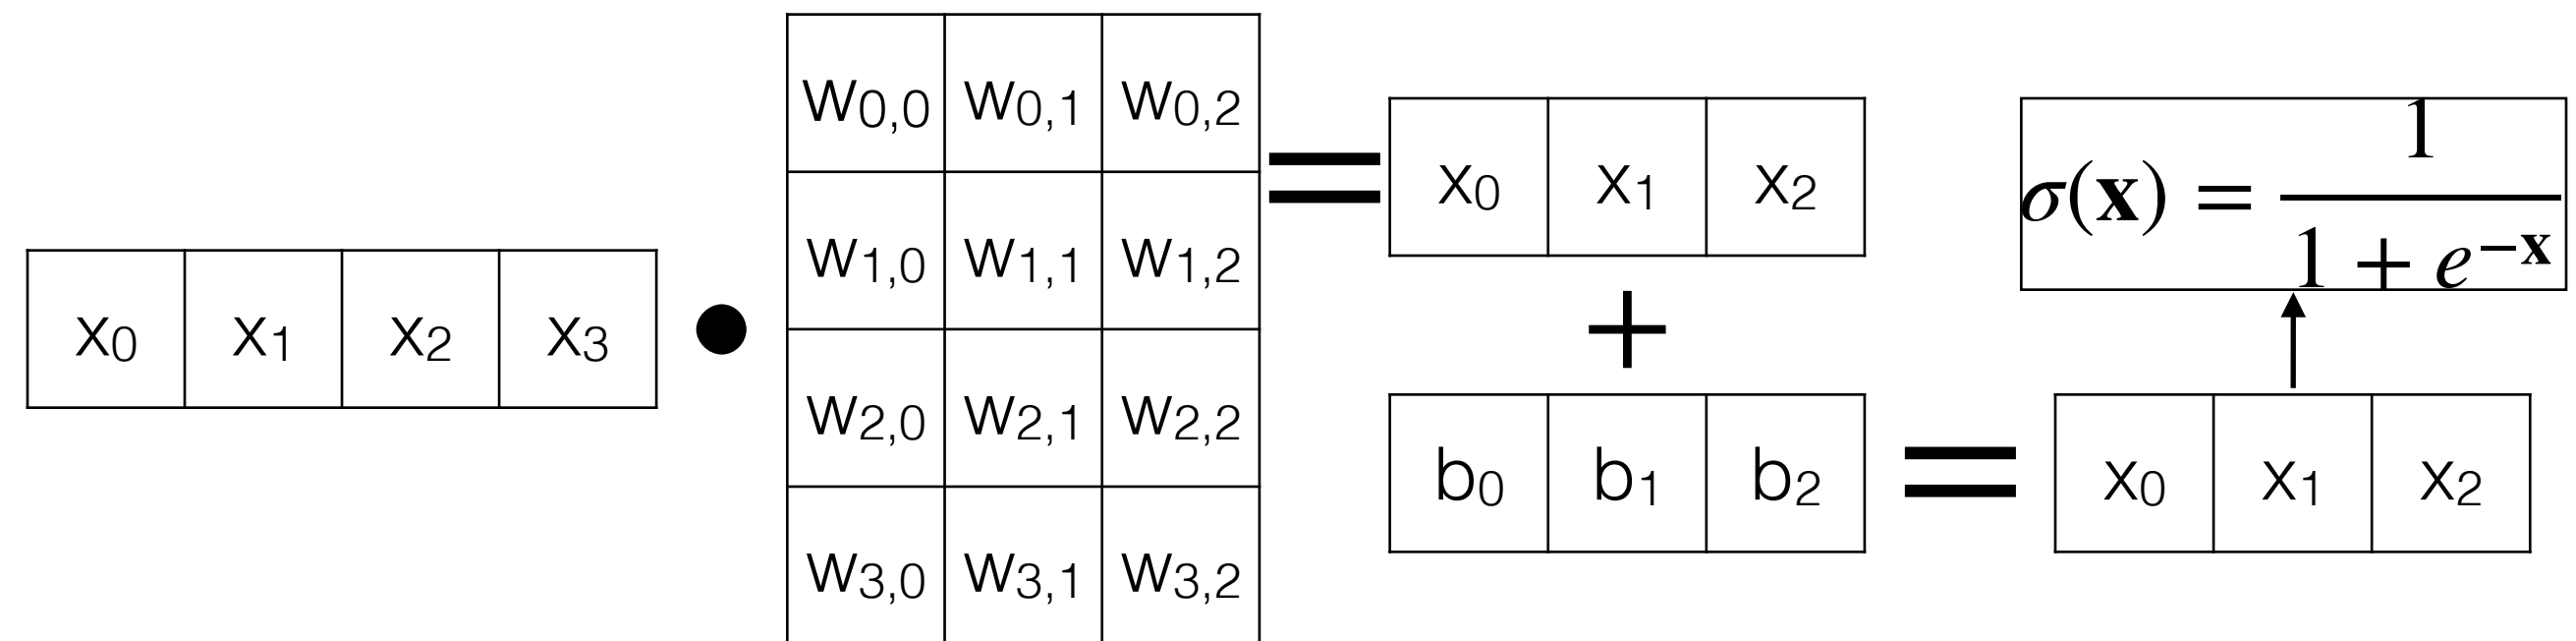 x₀ x₁ x₂ x₃ •
w₀,₀ w₀,₁ w₀,₂
w₁,₀ w₁,₁ w₁,₂
w₂,₀ w₂,₁ w₂,₂
w₃,₀ w₃,₁ w₃,₂
= x₀ x₁ x₂
+
b₀ b₁ b₂ = x₀ x₁ x₂
σ(x) = 1 / (1 + e⁻ˣ)